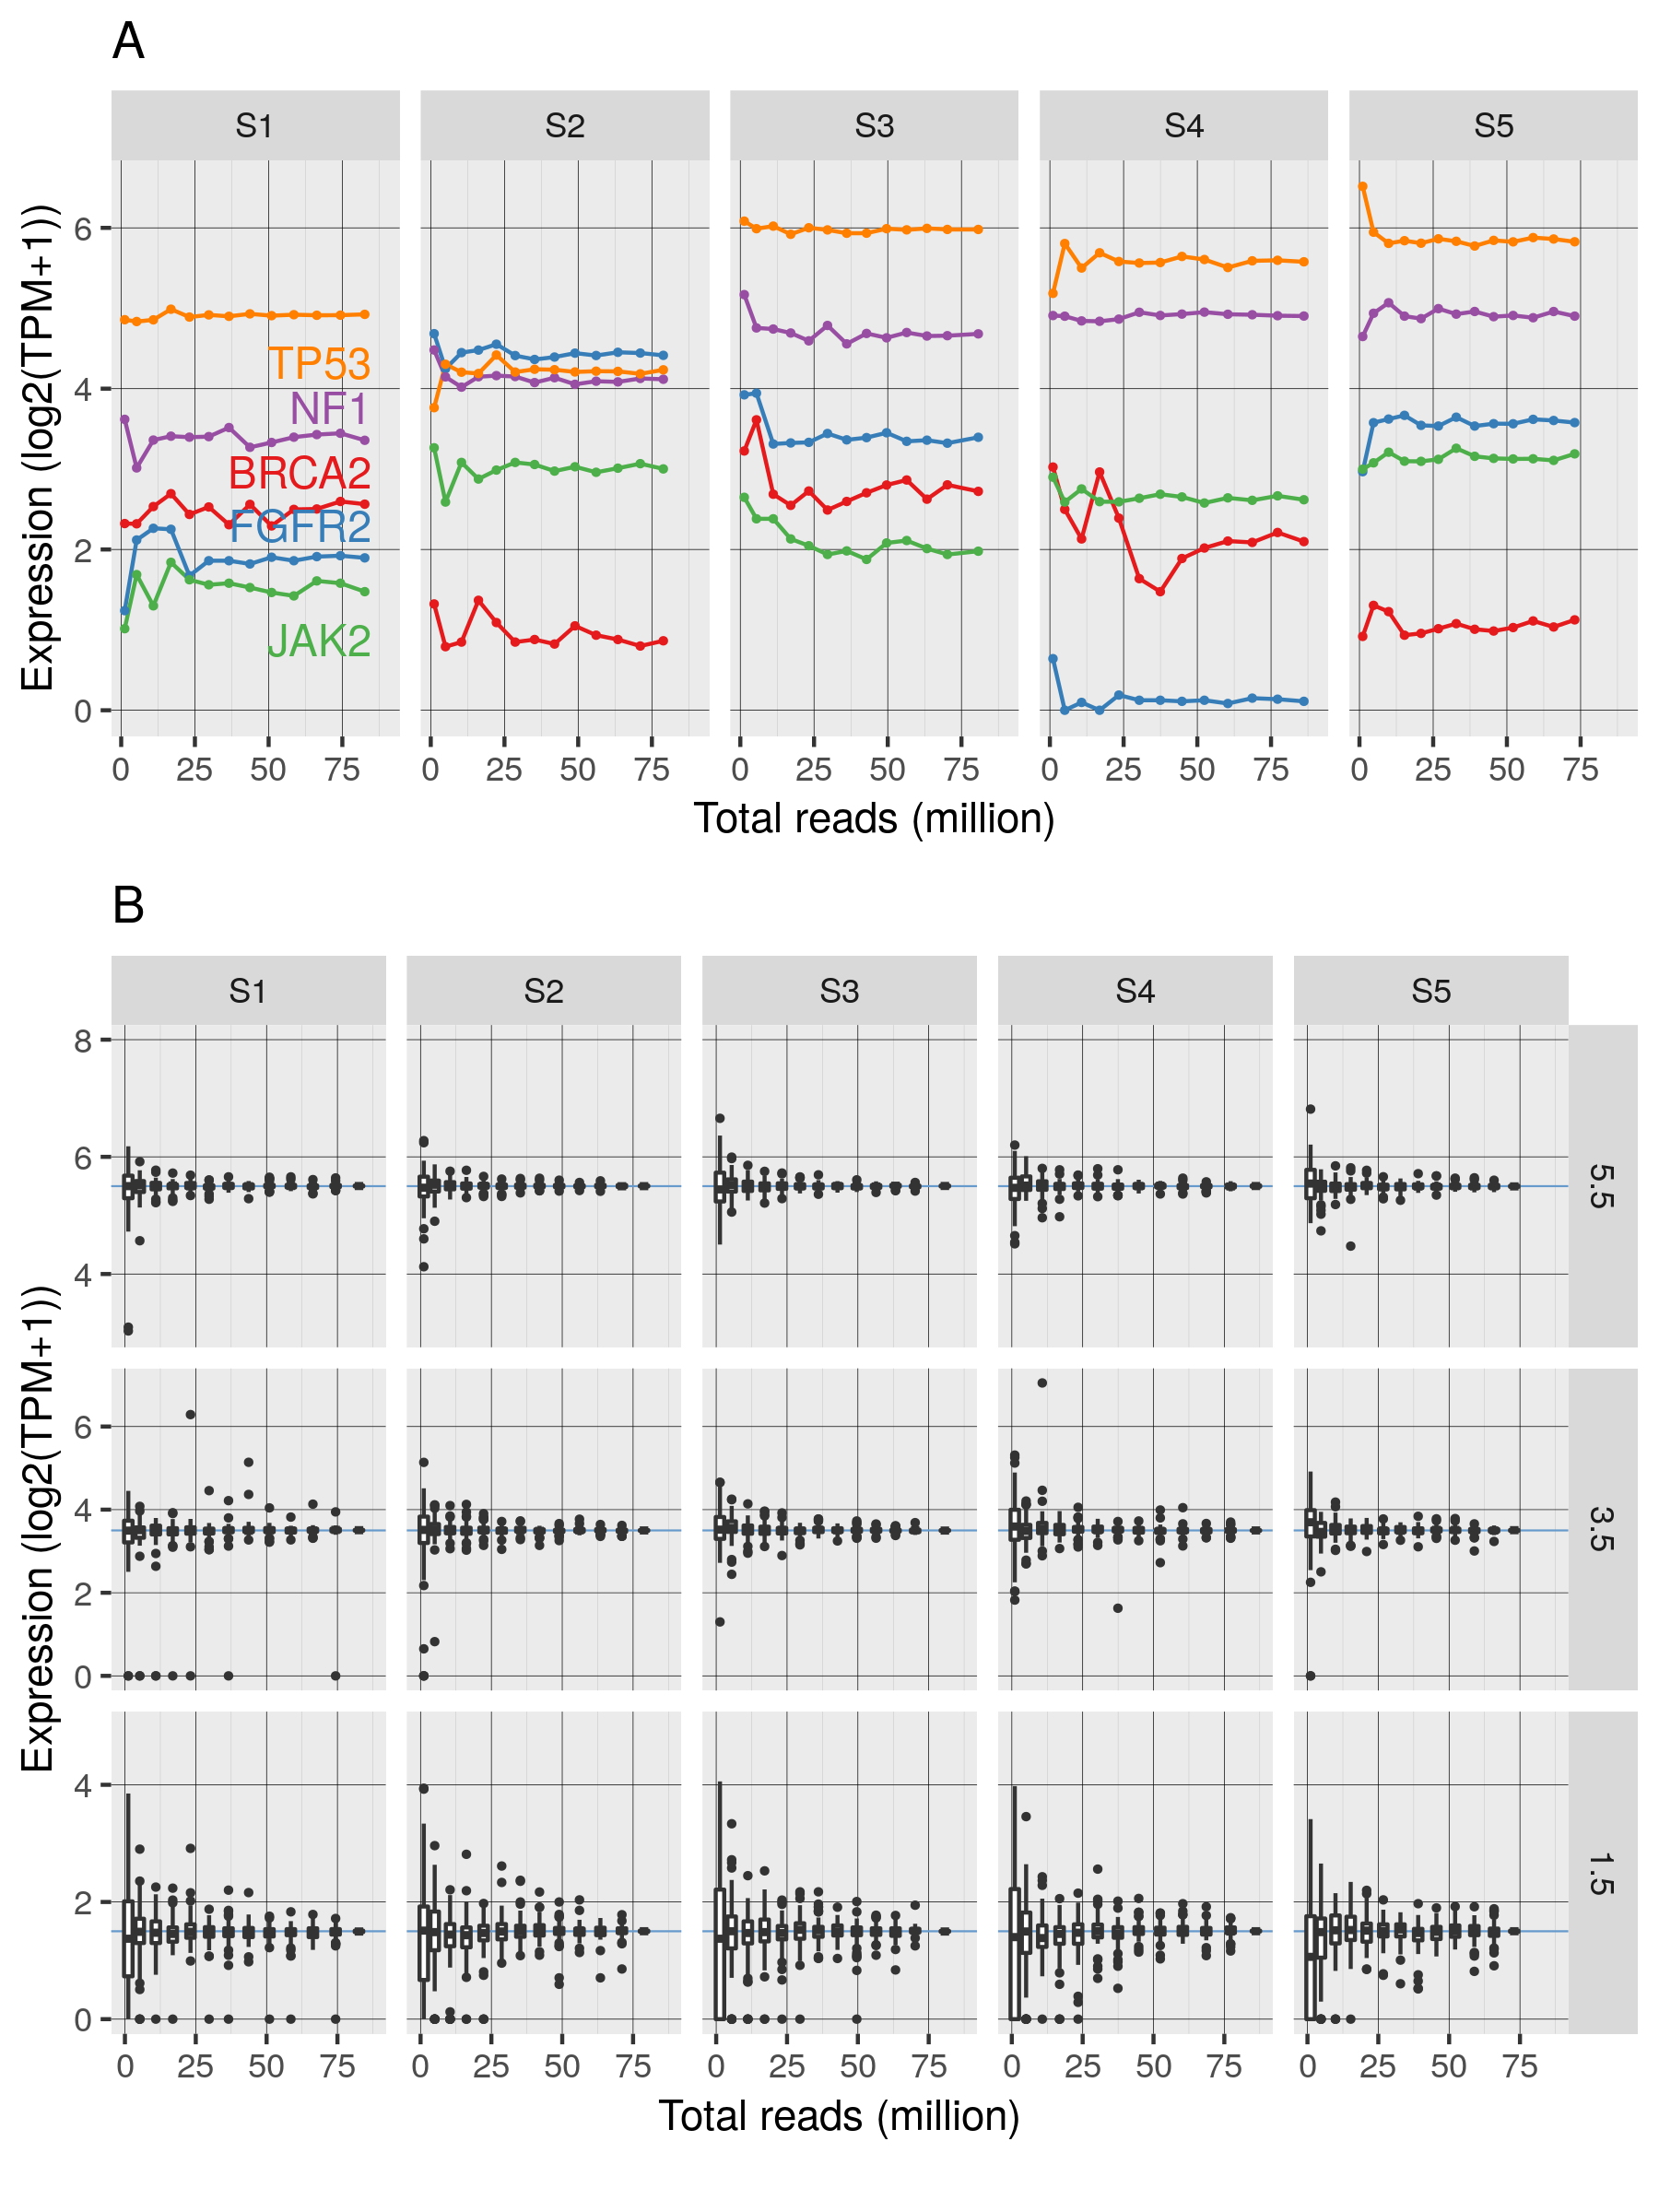 A
S1 S2 S3 S4 S5
Expression (log2(TPM+1))
6
4
2
0
TP53
NF1
BRCA2
FGFR2
JAK2
0 25 50 75 0 25 50 75 0 25 50 75 0 25 50 75 0 25 50 75
Total reads (million)
B
S1 S2 S3 S4 S5
Expression (log2(TPM+1))
8
6
4
5.5
6
4
2
0
3.5
4
2
0
1.5
0 25 50 75 0 25 50 75 0 25 50 75 0 25 50 75 0 25 50 75
Total reads (million)